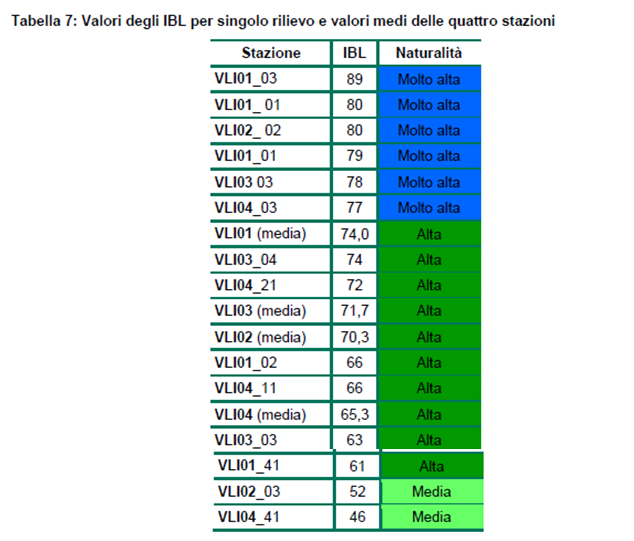 Tabella 7: Valori degli IBL per singolo rilievo e valori medi delle quattro stazioni
Stazione IBL Naturalità
VLI01_03 89 Molto alta
VLI01_ 01 80 Molto alta
VLI02_ 02 80 Molto alta
VLI01_01 79 Molto alta
VLI03 03 78 Molto alta
VLI04_03 77 Molto alta
VLI01 (media) 74,0 Alta
VLI03_04 74 Alta
VLI04_21 72 Alta
VLI03 (media) 71,7 Alta
VLI02 (media) 70,3 Alta
VLI01_02 66 Alta
VLI04_11 66 Alta
VLI04 (media) 65,3 Alta
VLI03_03 63 Alta
VLI01_41 61 Alta
VLI02_03 52 Media
VLI04_41 46 Media